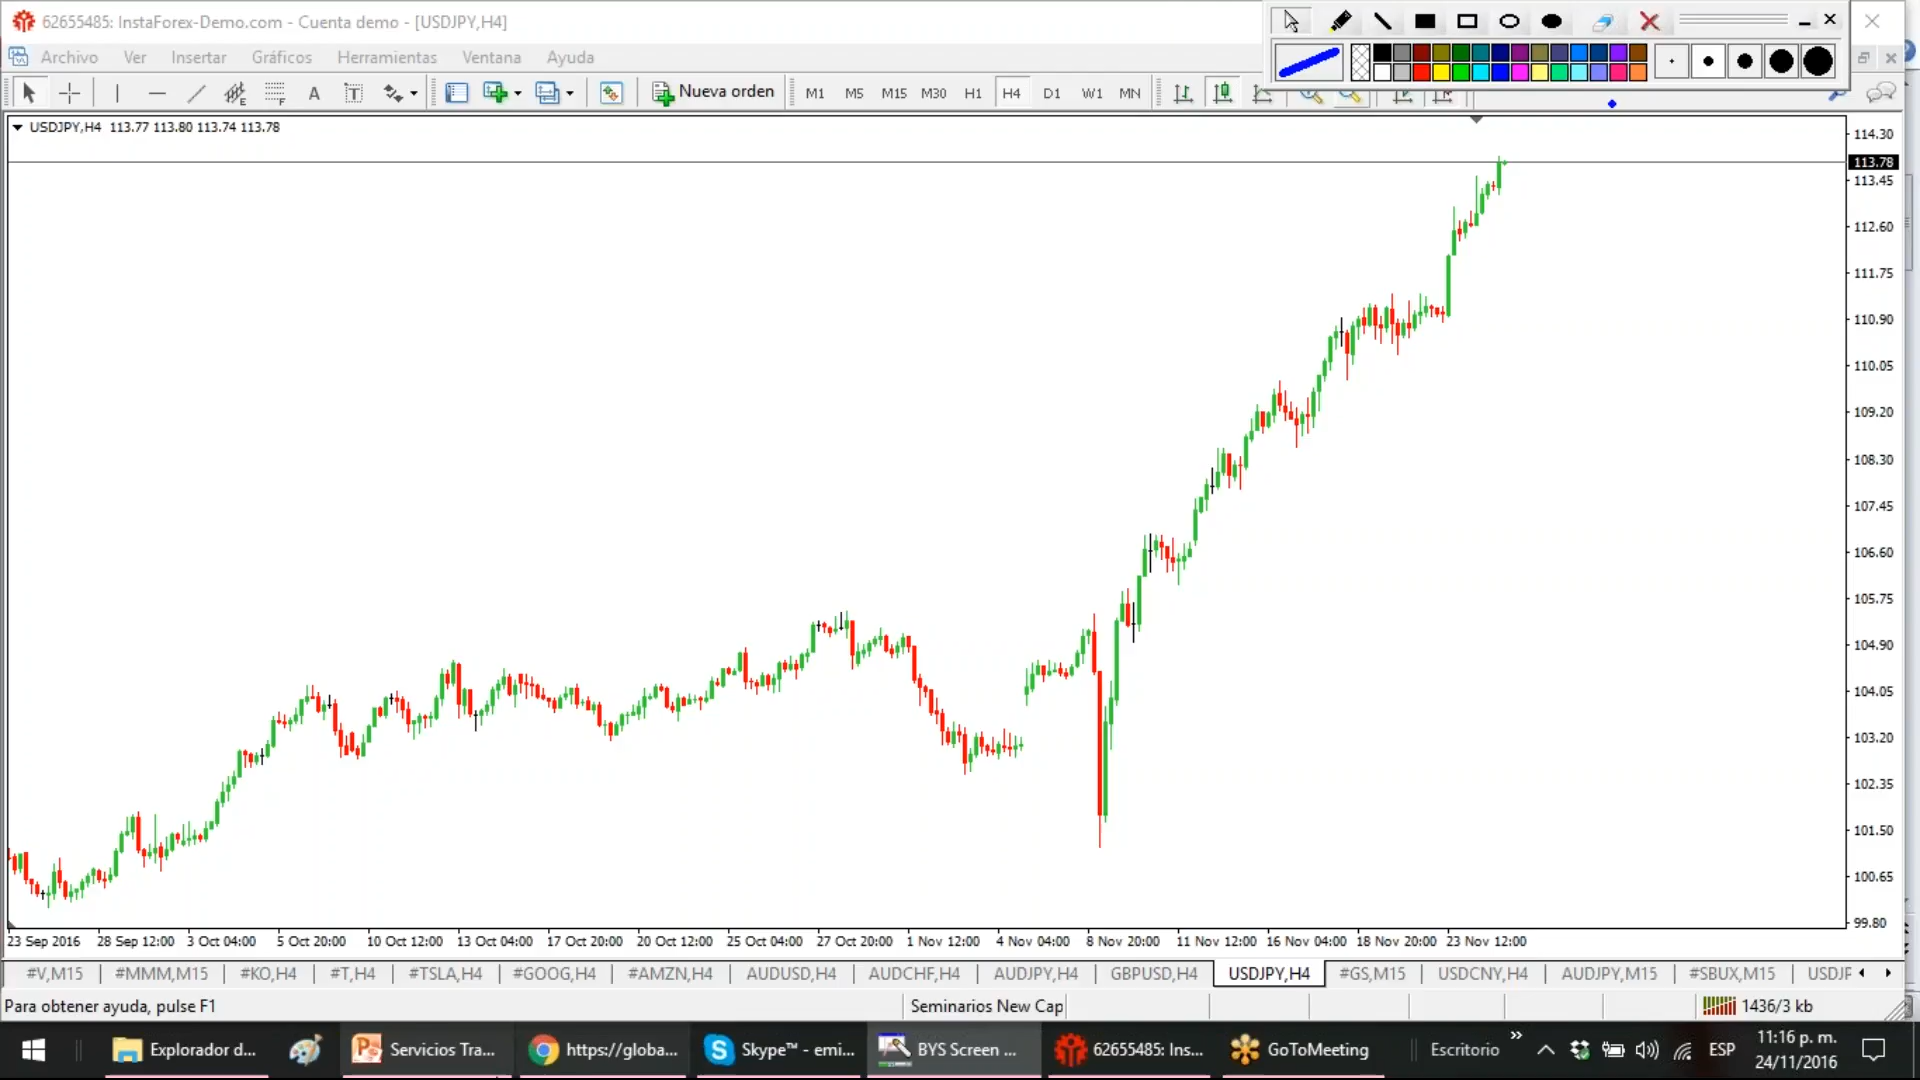 62655485: InstaForex-Demo.com - Cuenta demo - [USDJPY,H4]
Archivo Ver Insertar Gráficos Herramientas Ventana Ayuda
A T Nueva orden M1 M5 M15 M30 H1 H4 D1 W1 MN
USDJPY,H4 113.77 113.80 113.74 113.78
114.30
113.78
113.45
112.60
111.75
110.90
110.05
109.20
108.30
107.45
106.60
105.75
104.90
104.05
103.20
102.35
101.50
100.65
99.80
23 Sep 2016 28 Sep 12:00 3 Oct 04:00 5 Oct 20:00 10 Oct 12:00 13 Oct 04:00 17 Oct 20:00 20 Oct 12:00 25 Oct 04:00 27 Oct 20:00 1 Nov 12:00 4 Nov 04:00 8 Nov 20:00 11 Nov 12:00 16 Nov 04:00 18 Nov 20:00 23 Nov 12:00
#V,M15 #MMM,M15 #KO,H4 #T,H4 #TSLA,H4 #GOOG,H4 #AMZN,H4 AUDUSD,H4 AUDCHF,H4 AUDJPY,H4 GBPUSD,H4 USDJPY,H4 #GS,M15 USDCNY,H4 AUDJPY,M15 #SBUX,M15 USDJF
Para obtener ayuda, pulse F1 Seminarios New Cap 1436/3 kb
Explorador d... Servicios Tra... https://globa... Skype™ - emi... BYS Screen ... 62655485: Ins... GoToMeeting Escritorio » ESP 11:16 p. m.
24/11/2016